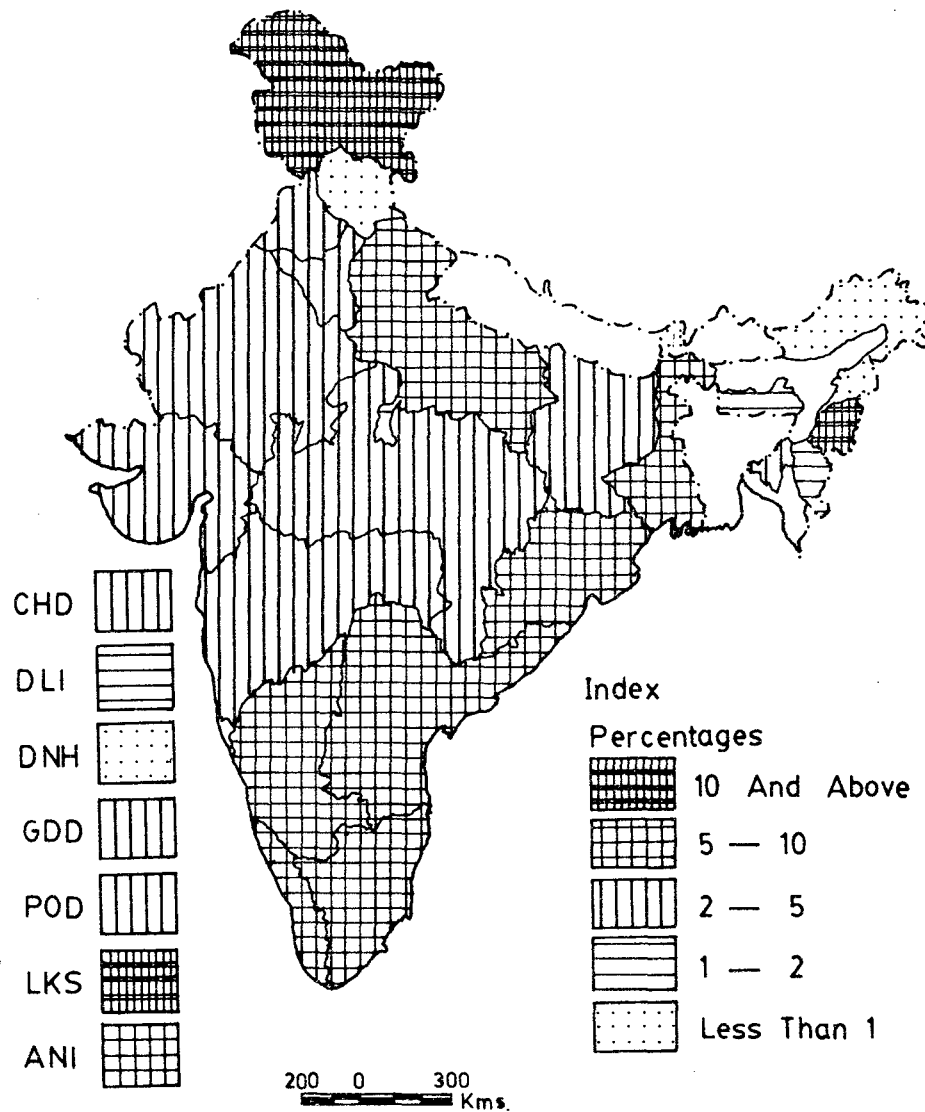 CHD
DLI
DNH
GDD
POD
LKS
ANI
Index
Percentages
10 And Above
5 — 10
2 — 5
1 — 2
Less Than 1
200 0 300
Kms.